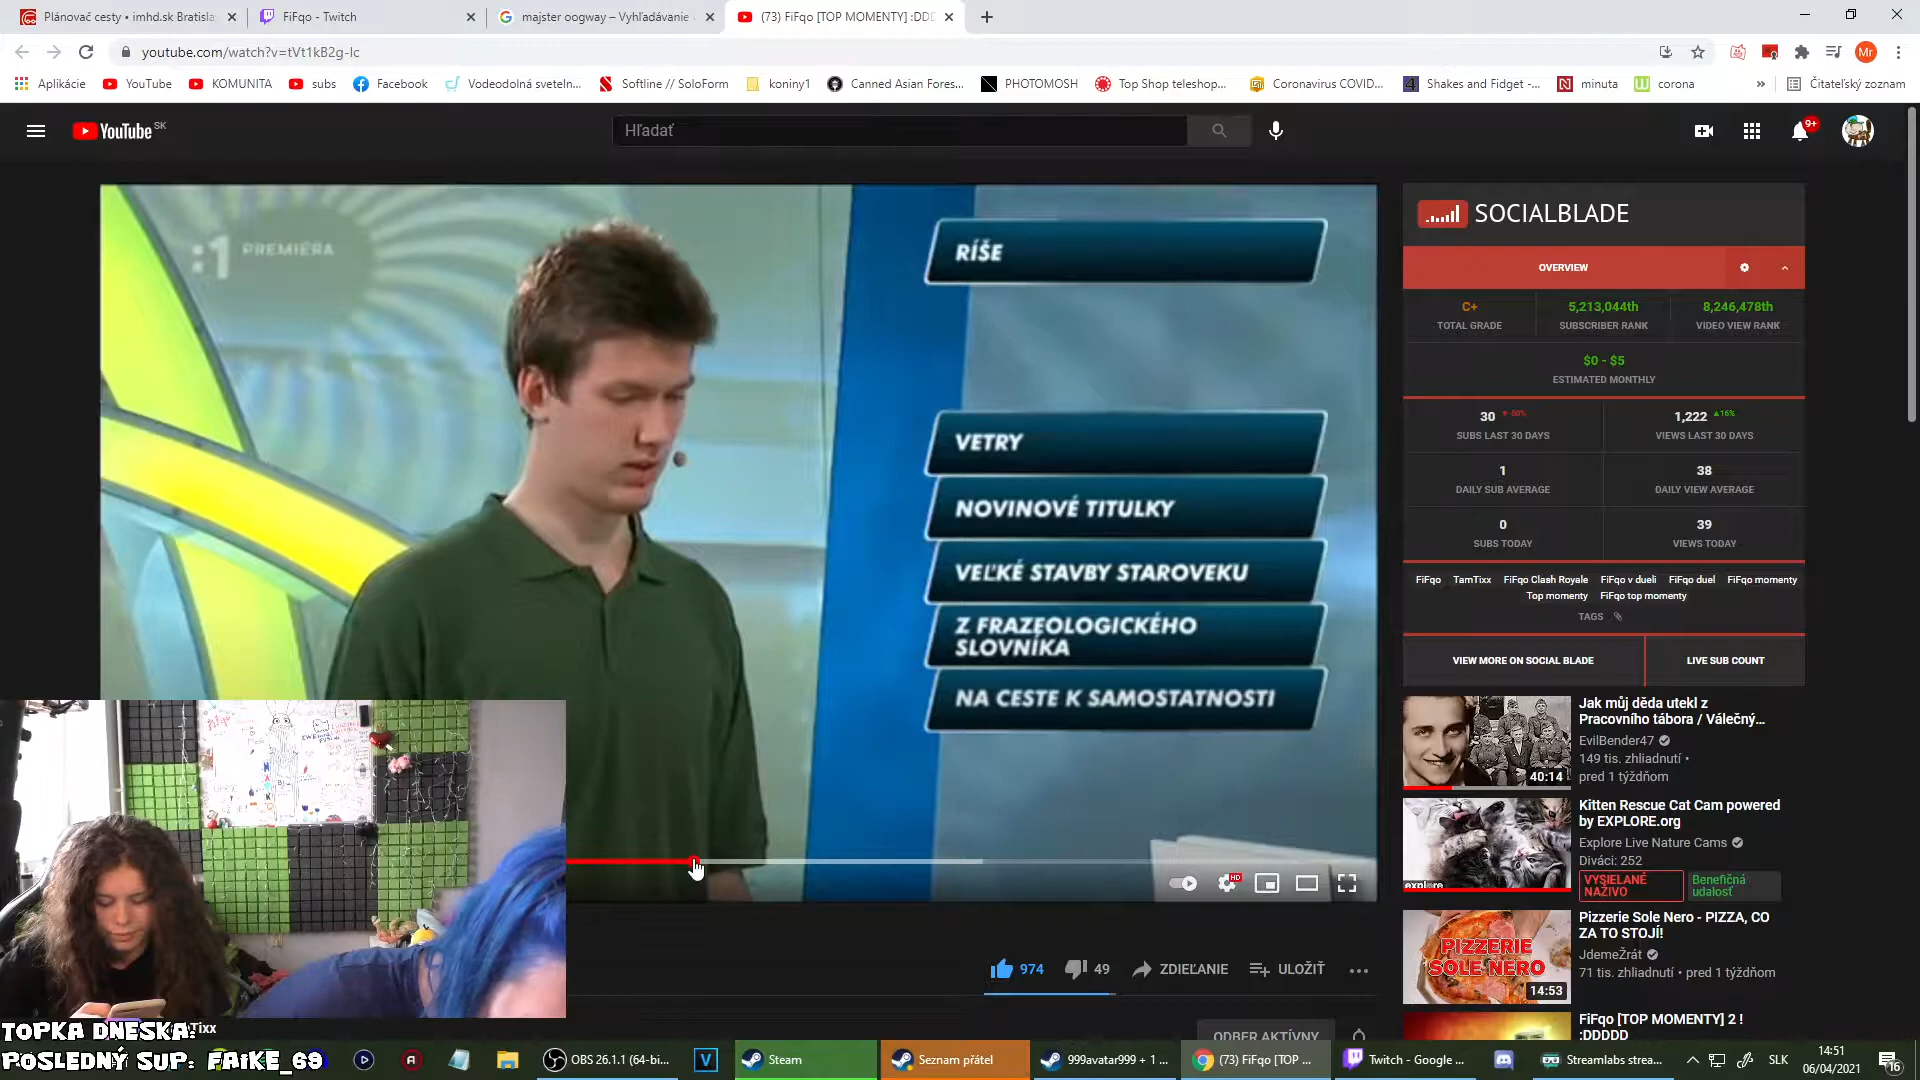 Plánovač cesty • imhd.sk Bratisla
FiFqo - Twitch
majster oogway – Vyhľadávanie
(73) FiFqo [TOP MOMENTY] :DDD
youtube.com/watch?v=tVt1kB2g-lc
Mr
Aplikácie
YouTube
KOMUNITA
subs
Facebook
Vodeodolná sveteln...
Softline // SoloForm
koniny1
Canned Asian Fores...
PHOTOMOSH
Top Shop teleshop...
Coronavirus COVID...
Shakes and Fidget -...
minuta
corona
»
Čitateľský zoznam
YouTube SK
Hľadať
9+
:1 PREMIÉRA
RÍŠE
VETRY
NOVINOVÉ TITULKY
VEĽKÉ STAVBY STAROVEKU
Z FRAZEOLOGICKÉHO
SLOVNÍKA
NA CESTE K SAMOSTATNOSTI
HD
974
49
ZDIEĽANIE
ULOŽIŤ
ODBER AKTÍVNY
SOCIALBLADE
OVERVIEW
C+
5,213,044th
8,246,478th
TOTAL GRADE
SUBSCRIBER RANK
VIDEO VIEW RANK
$0 - $5
ESTIMATED MONTHLY
30 -50%
1,222 16%
SUBS LAST 30 DAYS
VIEWS LAST 30 DAYS
1
38
DAILY SUB AVERAGE
DAILY VIEW AVERAGE
0
39
SUBS TODAY
VIEWS TODAY
FiFqo TamTixx FiFqo Clash Royale FiFqo v dueli FiFqo duel FiFqo momenty
Top momenty FiFqo top momenty
TAGS
VIEW MORE ON SOCIAL BLADE
LIVE SUB COUNT
Jak můj děda utekl z
Pracovního tábora / Válečný...
EvilBender47
149 tis. zhliadnutí •
pred 1 týždňom
40:14
Kitten Rescue Cat Cam powered
by EXPLORE.org
Explore Live Nature Cams
Diváci: 252
VYSIELANÉ
NAŽIVO
Benefičná
udalosť
explore
Pizzerie Sole Nero - PIZZA, CO
ZA TO STOJÍ!
JdemeŽrát
71 tis. zhliadnutí • pred 1 týždňom
PIZZERIE
SOLE NERO
14:53
FiFqo [TOP MOMENTY] 2 !
:DDDDD
TOPKA DNESKA:
Tixx
POSLEDNÝ SUP: FAiKE_69
OBS 26.1.1 (64-bi...
Steam
Seznam přátel
999avatar999 + 1 ...
(73) FiFqo [TOP ...
Twitch - Google ...
Streamlabs strea...
SLK
14:51
06/04/2021
16